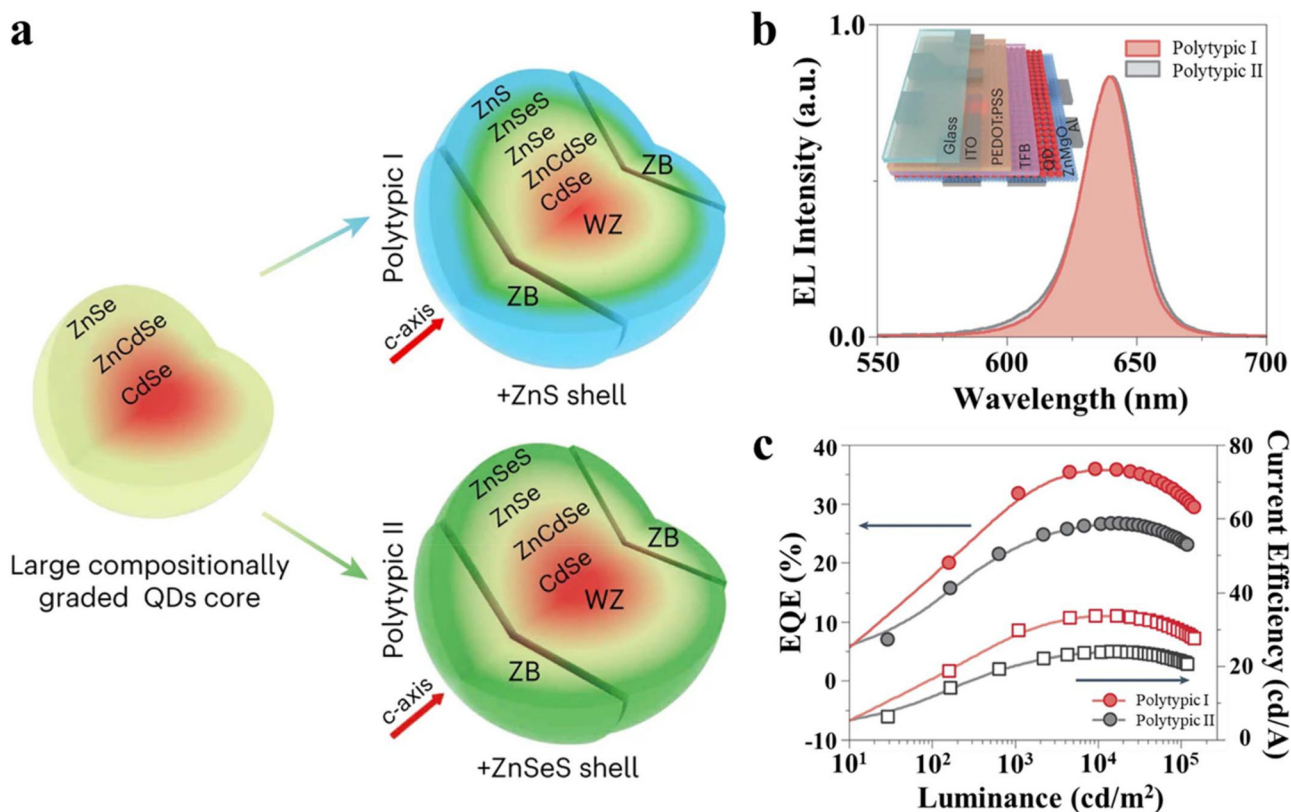 a
ZnSe
ZnCdSe
CdSe
Large compositionally
graded QDs core
Polytypic I
c-axis
ZnS
ZnSeS
ZnSe
ZnCdSe
CdSe
WZ
ZB
ZB
+ZnS shell
Polytypic II
c-axis
ZnSeS
ZnSe
ZnCdSe
CdSe
WZ
ZB
ZB
+ZnSeS shell
b
EL Intensity (a.u.)
1.0
0.0
Glass
ITO
PEDOT:PSS
TFB
QD
ZnMgO
Al
Polytypic I
Polytypic II
550 600 650 700
Wavelength (nm)
c
EQE (%)
40
30
20
10
0
-10
Current Efficiency (cd/A)
80
60
40
20
0
Polytypic I
Polytypic II
10¹ 10² 10³ 10⁴ 10⁵
Luminance (cd/m²)